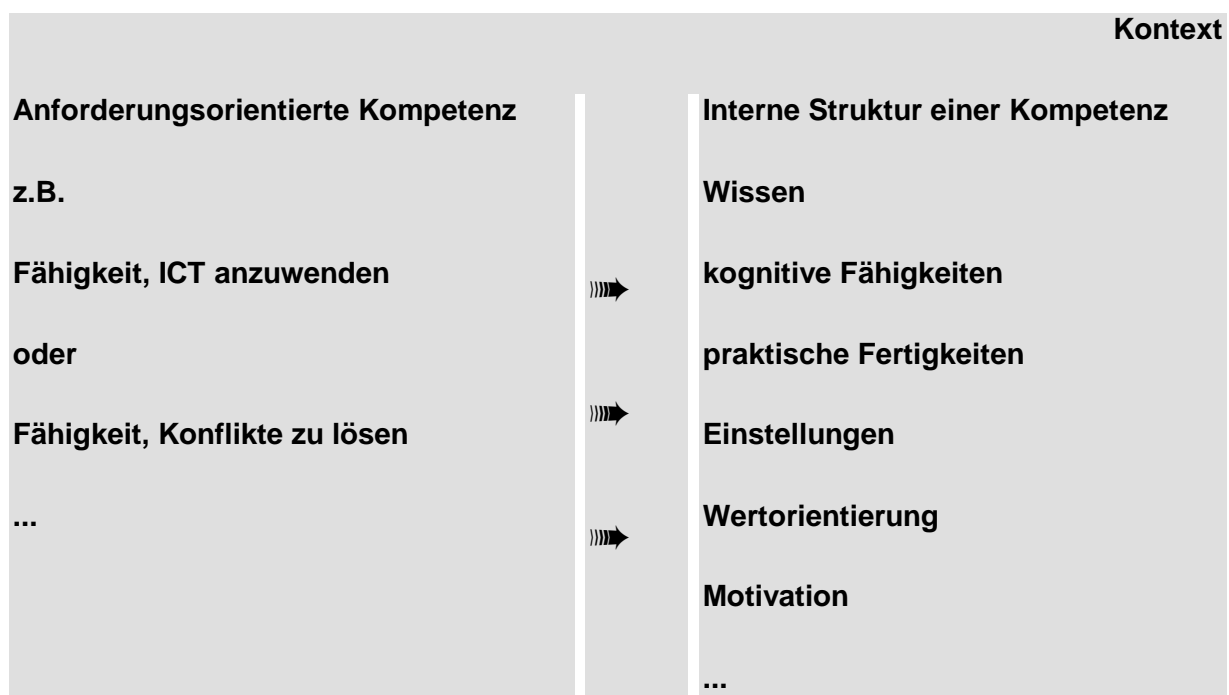 Kontext
Anforderungsorientierte Kompetenz
z.B.
Fähigkeit, ICT anzuwenden
oder
Fähigkeit, Konflikte zu lösen
...
Interne Struktur einer Kompetenz
Wissen
kognitive Fähigkeiten
praktische Fertigkeiten
Einstellungen
Wertorientierung
Motivation
...